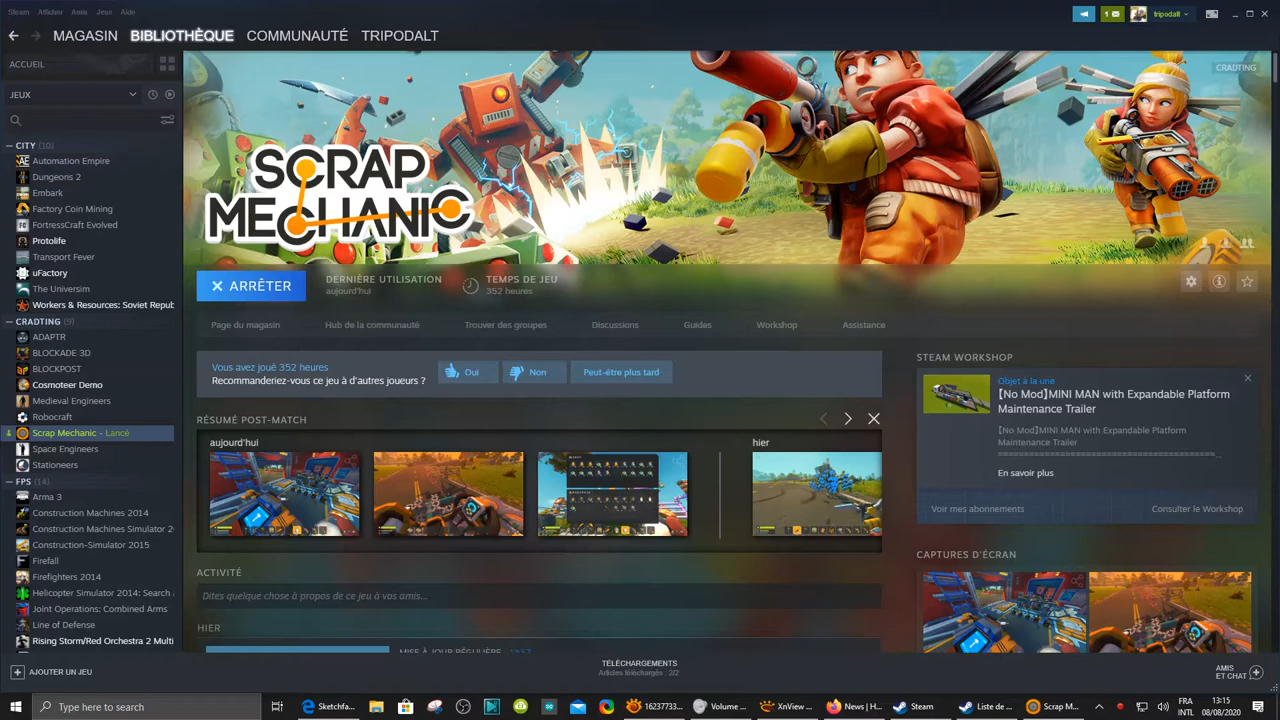 Steam Afficher Amis Jeux Aide
1 tripodalt
MAGASIN BIBLIOTHÈQUE COMMUNAUTÉ TRIPODALT
ACCUEIL
JEUX
CITY (10)
Automation Empire
Dungeons 2
Embark
Factory Coin Mining
FortressCraft Evolved
Protolife
Transport Fever
uFactory
The Universim
Workers & Resources: Soviet Repub
CRADTING (9)
ADAPTR
BLOCKADE 3D
BLOCKPOST
Cosmoteer Demo
Medieval Engineers
Robocraft
Scrap Mechanic - Lancé
Space Engineers
Stationeers
FPS (14)
Arma 3
Construction Machines 2014
Construction Machines Simulator 2
Construction-Simulator 2015
Firefall
Firefighters 2014
Helicopter Simulator 2014: Search
Joint Operations: Combined Arms
Line of Defense
Rising Storm/Red Orchestra 2 Multi
AJOUTER UN JEU
CRADTING
SCRAP
MECHANIC
ARRÊTER
DERNIÈRE UTILISATION
aujourd'hui
TEMPS DE JEU
352 heures
Page du magasin Hub de la communauté Trouver des groupes Discussions Guides Workshop Assistance
Vous avez joué 352 heures
Recommanderiez-vous ce jeu à d'autres joueurs ?
Oui Non Peut-être plus tard
RÉSUMÉ POST-MATCH
aujourd'hui hier
ACTIVITÉ
Dites quelque chose à propos de ce jeu à vos amis...
HIER
MISE À JOUR RÉGULIÈRE
STEAM WORKSHOP
Objet à la une
【No Mod】MINI MAN with Expandable Platform
Maintenance Trailer
【No Mod】MINI MAN with Expandable Platform
Maintenance Trailer
En savoir plus
Voir mes abonnements Consulter le Workshop
CAPTURES D'ÉCRAN
TÉLÉCHARGEMENTS
Articles téléchargés : 2/2
AMIS
ET CHAT
Type here to search
Sketchfa... 16237733... Volume ... XnView ... News | H... Steam Liste de ... Scrap M...
FRA
INTL
13:15
08/08/2020